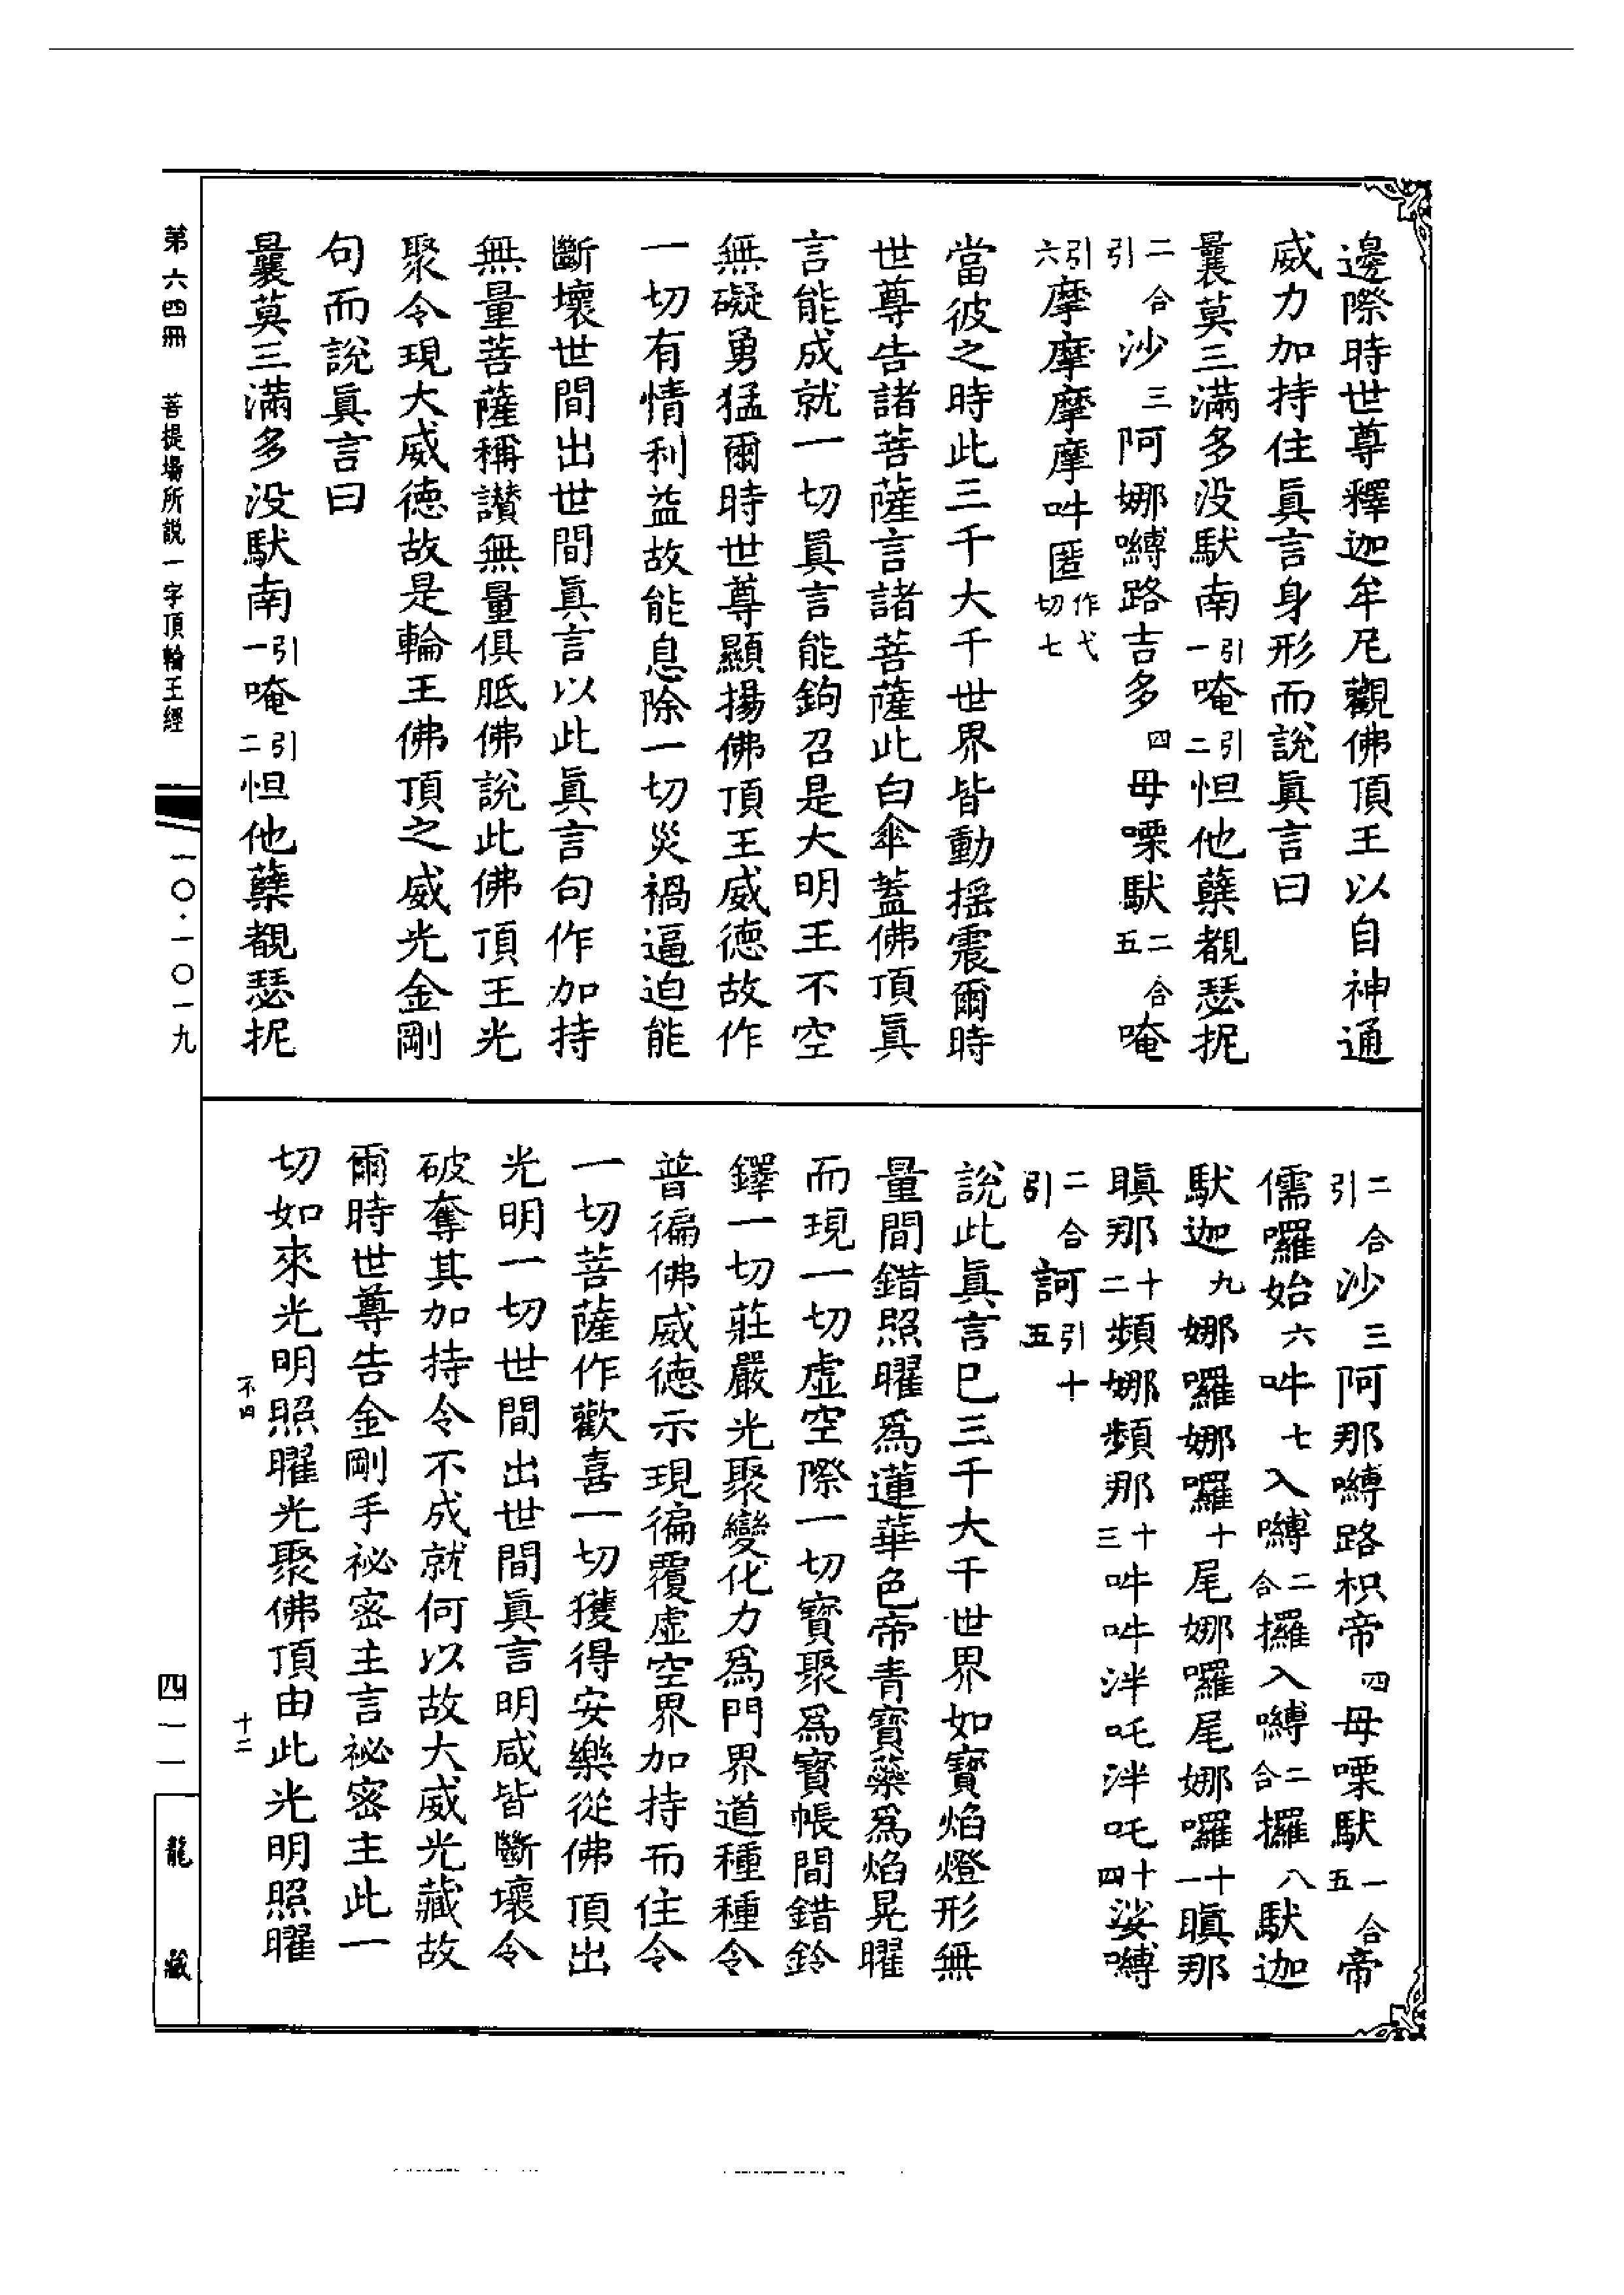 邊際時世尊釋迦牟尼觀佛頂王以自神通
威力加持住眞言身形而說眞言曰
曩莫三滿多没馱南引一唵引二怛他蘖覩瑟抳
二合引沙三阿娜嚩路吉多四毋㗚馱二合五唵
引六摩摩摩摩吽匿作弋切七
當彼之時此三千大千世界皆動搖震爾時
世尊告諸菩薩言諸菩薩此白傘蓋佛頂眞
言能成就一切眞言能鉤召是大明王不空
無礙勇猛爾時世尊顯揚佛頂王威德故作
一切有情利益故能息除一切災禍逼迫能
斷壞世間出世間眞言以此眞言句作加持
無量菩薩稱讚無量俱胝佛說此佛頂王光
聚令現大威德故是輪王佛頂之威光金剛
句而說眞言曰
曩莫三滿多没馱南引一唵引二怛他蘖覩瑟抳
二合引沙三阿那嚩路枳帝四毋㗚馱一合五帝
儒囉始六吽七入嚩二合攞入嚩二合攞八馱迦
馱迦九娜囉娜囉十尾娜囉尾娜囉十一瞋那
瞋那十二頻娜頻那十三吽吽泮吒泮吒十四娑嚩
二合引訶引十五
說此眞言已三千大千世界如寶焰燈形無
量間錯照曜爲蓮華色帝青寶藥爲焰晃曜
而現一切虛空際一切寶聚爲寶帳間錯鈴
鐸一切莊嚴光聚變化力爲門界道種種令
普徧佛威德示現徧覆虛空界加持而住令
一切菩薩作歡喜一切獲得安樂從佛頂出
光明一切世間出世間眞言明咸皆斷壞令
破奪其加持令不成就何以故大威光藏故
爾時世尊告金剛手祕密主言祕密主此一
切如來光明照曜光聚佛頂由此光明照曜
不四
十二
第六四冊 菩提場所說一字頂輪王經
一〇·一〇一九
四一一
龍藏